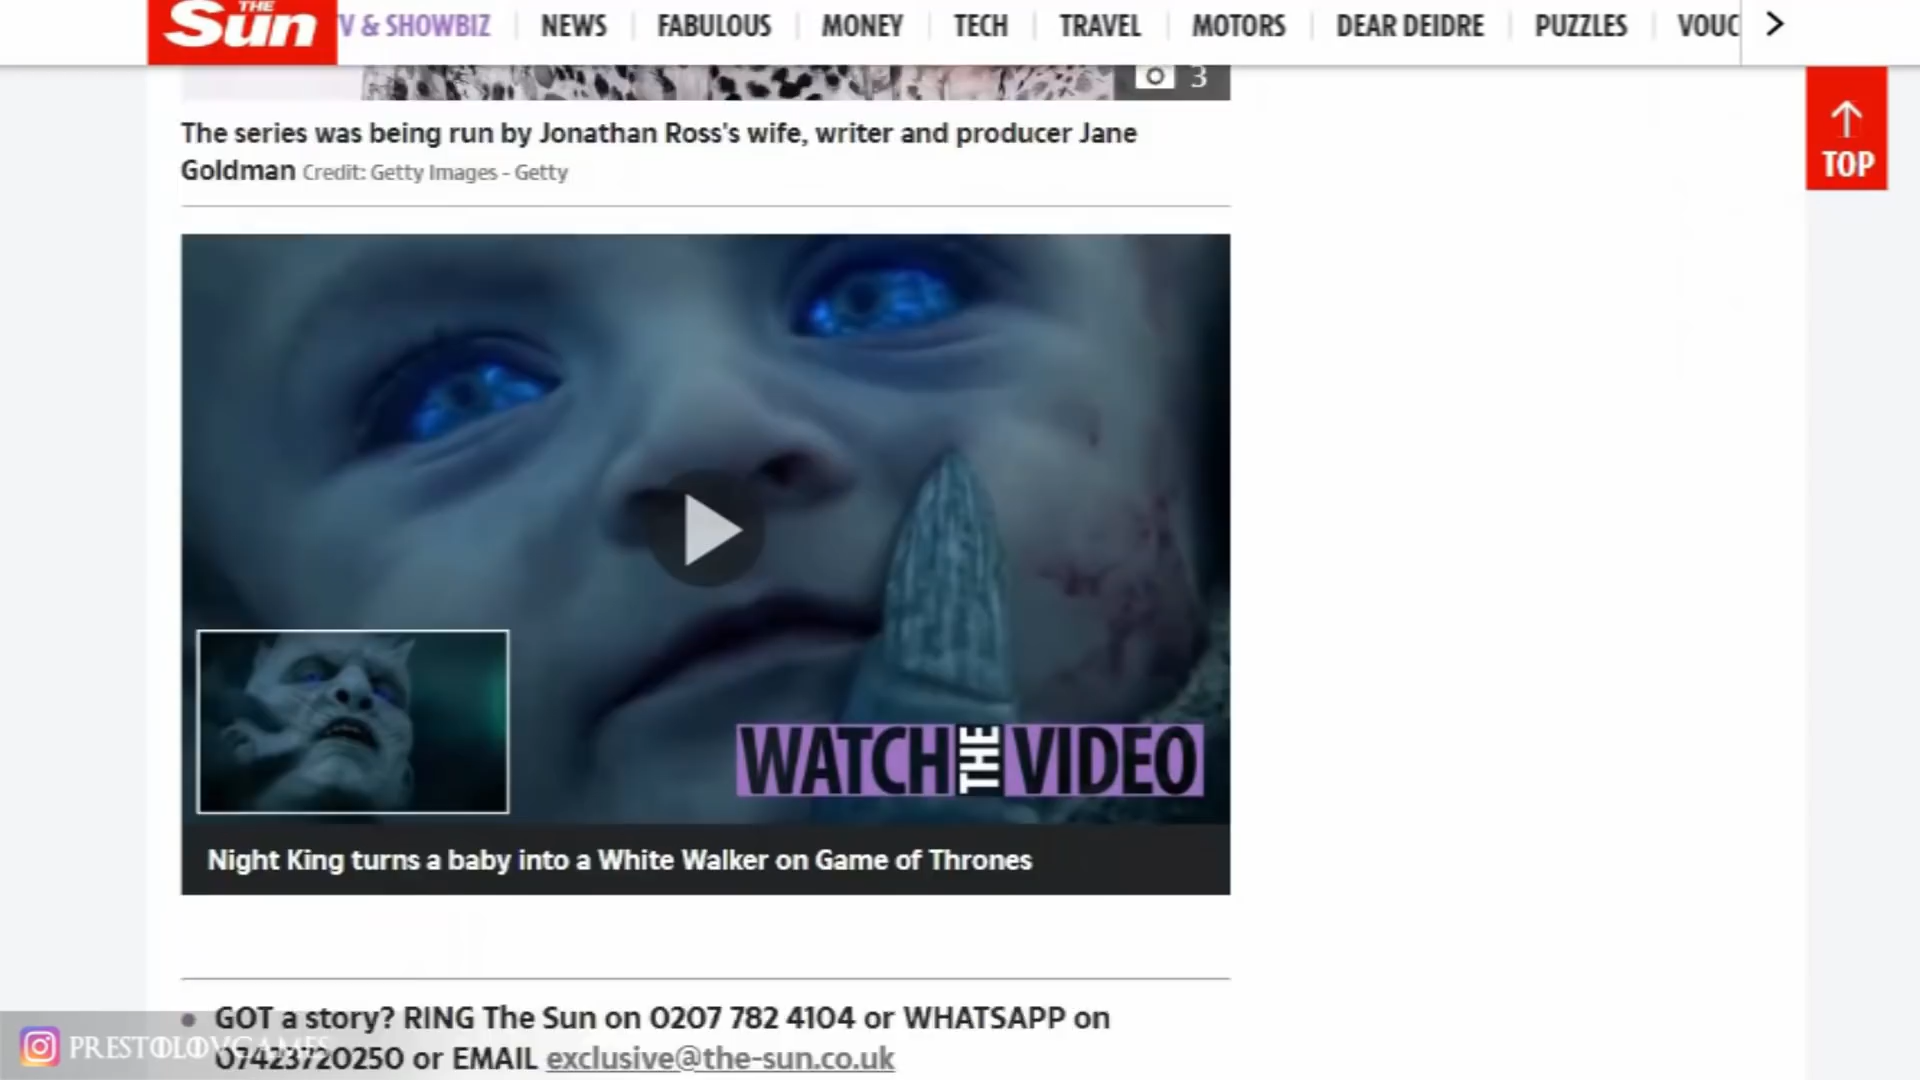 THE
Sun
V & SHOWBIZ NEWS FABULOUS MONEY TECH TRAVEL MOTORS DEAR DEIDRE PUZZLES VOUC
3
TOP
The series was being run by Jonathan Ross's wife, writer and producer Jane
Goldman Credit: Getty Images - Getty
WATCH THE VIDEO
Night King turns a baby into a White Walker on Game of Thrones
GOT a story? RING The Sun on 0207 782 4104 or WHATSAPP on
07423720250 or EMAIL exclusive@the-sun.co.uk
PRESTOLOVGAMES